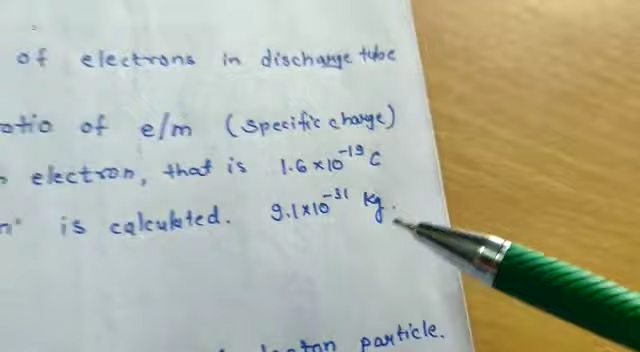 of electrons in discharge tube
of e/m (specific charge)
electron, that is 1.6×10⁻¹⁹ C
is calculated. 9.1×10⁻³¹ kg.
particle.